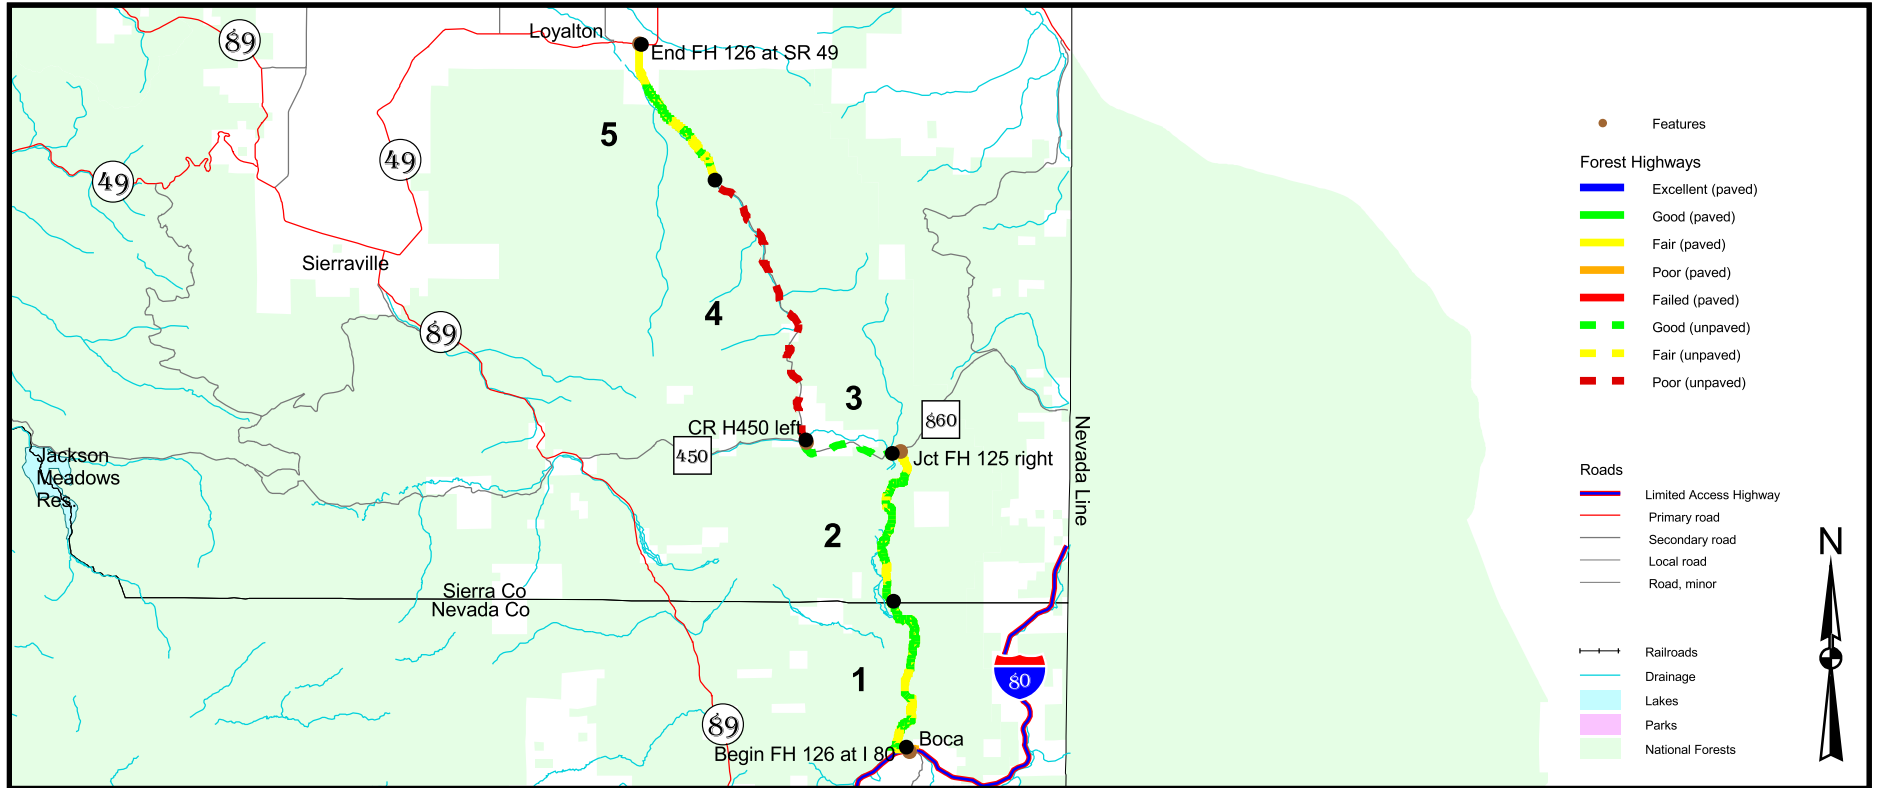 89
Loyalton
End FH 126 at SR 49
5
49
49
Sierraville
89
4
3
CR H450 left
450
860
Jct FH 125 right
Nevada Line
Jackson
Meadows
Res.
2
Sierra Co
Nevada Co
1
80
89
Boca
Begin FH 126 at I 80
Features
Forest Highways
Excellent (paved)
Good (paved)
Fair (paved)
Poor (paved)
Failed (paved)
Good (unpaved)
Fair (unpaved)
Poor (unpaved)
Roads
Limited Access Highway
Primary road
Secondary road
Local road
Road, minor
Railroads
Drainage
Lakes
Parks
National Forests
N